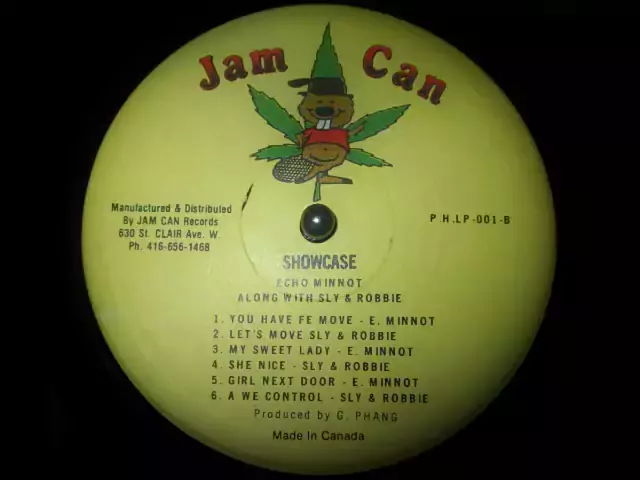 Jam Can
Manufactured & Distributed
By JAM CAN Records
630 St. CLAIR Ave. W.
Ph. 416-656-1468
P.H.LP-001-B
SHOWCASE
ECHO MINNOT
ALONG WITH SLY & ROBBIE
1. YOU HAVE FE MOVE - E. MINNOT
2. LET'S MOVE SLY & ROBBIE
3. MY SWEET LADY - E. MINNOT
4. SHE NICE - SLY & ROBBIE
5. GIRL NEXT DOOR - E. MINNOT
6. A WE CONTROL - SLY & ROBBIE
Produced by G. PHANG
Made In Canada